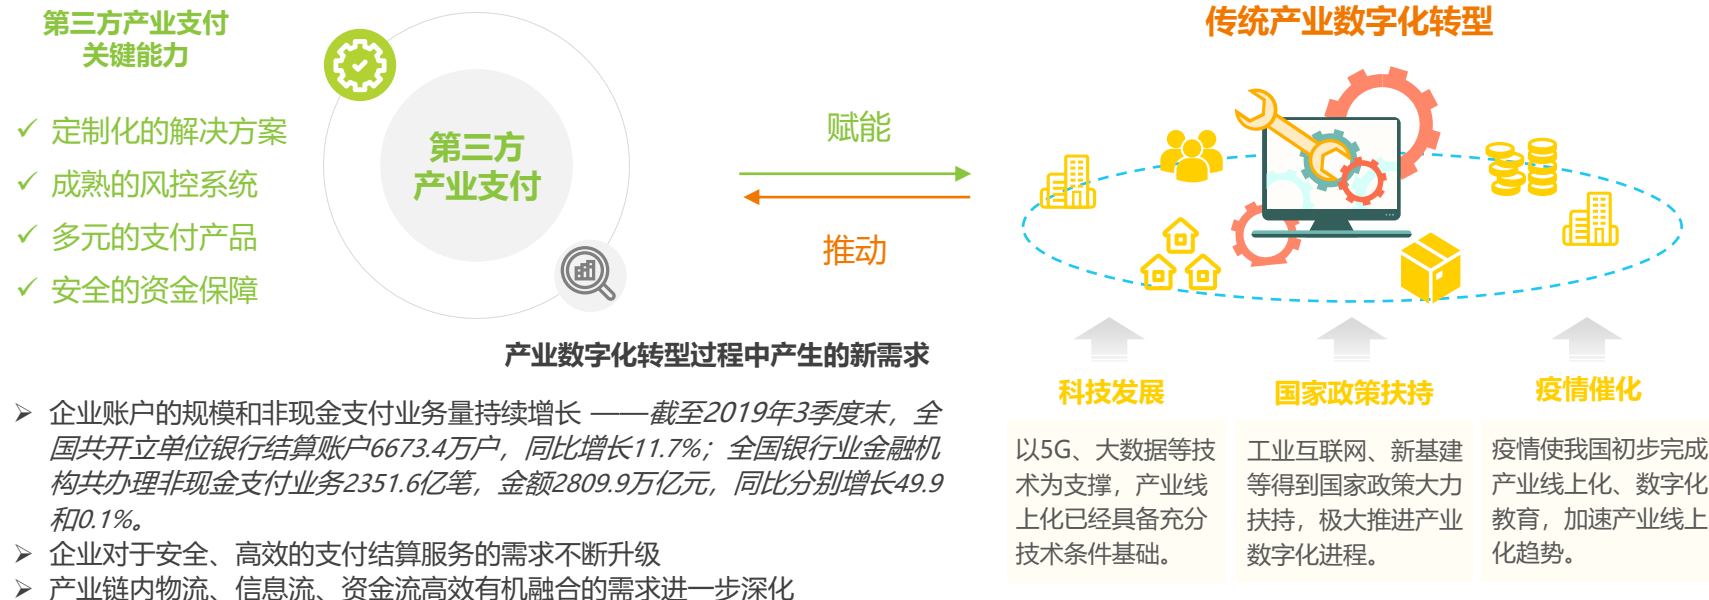 第三方产业支付
关键能力
✓ 定制化的解决方案
✓ 成熟的风控系统
✓ 多元的支付产品
✓ 安全的资金保障
第三方
产业支付
赋能
推动
传统产业数字化转型
产业数字化转型过程中产生的新需求
➢ 企业账户的规模和非现金支付业务量持续增长 ——截至2019年3季度末，全
国共开立单位银行结算账户6673.4万户，同比增长11.7%；全国银行业金融机
构共办理非现金支付业务2351.6亿笔，金额2809.9万亿元，同比分别增长49.9
和0.1%。
➢ 企业对于安全、高效的支付结算服务的需求不断升级
➢ 产业链内物流、信息流、资金流高效有机融合的需求进一步深化
科技发展
以5G、大数据等技
术为支撑，产业线
上化已经具备充分
技术条件基础。
国家政策扶持
工业互联网、新基建
等得到国家政策大力
扶持，极大推进产业
数字化进程。
疫情催化
疫情使我国初步完成
产业线上化、数字化
教育，加速产业线上
化趋势。